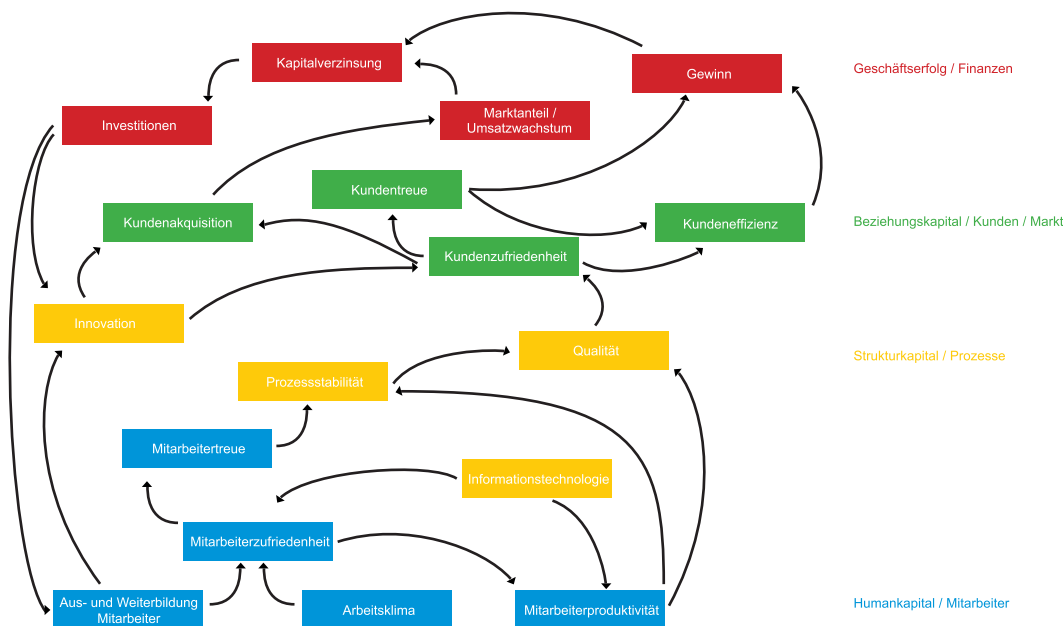 Kapitalverzinsung
Gewinn
Geschäftserfolg / Finanzen
Investitionen
Marktanteil /
Umsatzwachstum
Kundentreue
Kundenakquisition
Kundeneffizienz
Beziehungskapital / Kunden / Markt
Kundenzufriedenheit
Innovation
Qualität
Strukturkapital / Prozesse
Prozessstabilität
Mitarbeitertreue
Informationstechnologie
Mitarbeiterzufriedenheit
Aus- und Weiterbildung
Mitarbeiter
Arbeitsklima
Mitarbeiterproduktivität
Humankapital / Mitarbeiter